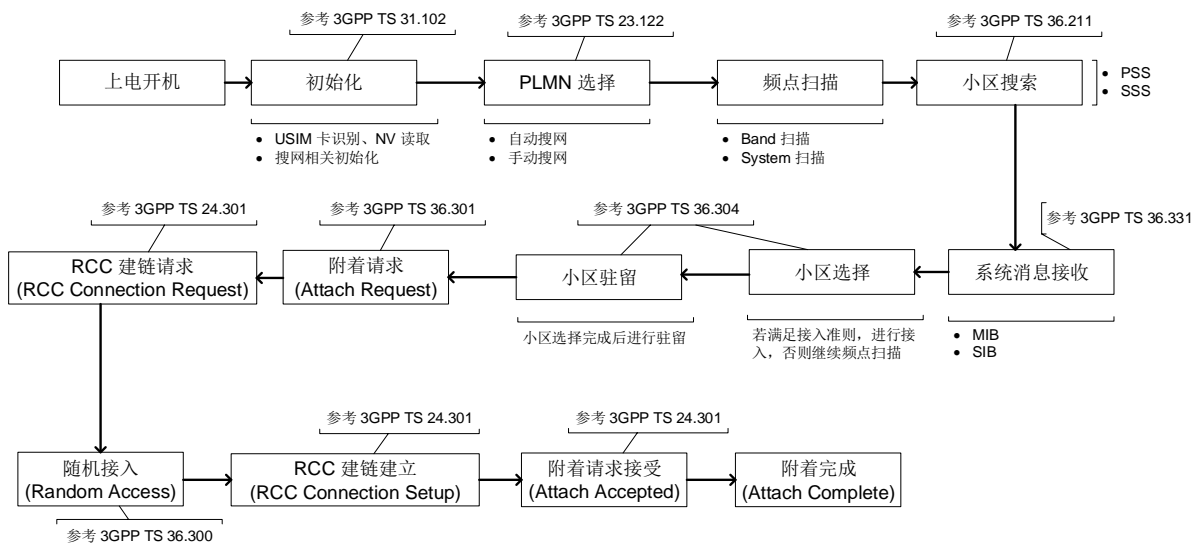 参考 3GPP TS 31.102
参考 3GPP TS 23.122
参考 3GPP TS 36.211
上电开机
初始化
PLMN 选择
频点扫描
小区搜索
• PSS
• SSS
• USIM 卡识别、NV 读取
• 搜网相关初始化
• 自动搜网
• 手动搜网
• Band 扫描
• System 扫描
参考 3GPP TS 24.301
参考 3GPP TS 36.301
参考 3GPP TS 36.304
参考 3GPP TS 36.331
RCC 建链请求
(RCC Connection Request)
附着请求
(Attach Request)
小区驻留
小区选择
系统消息接收
小区选择完成后进行驻留
若满足接入准则，进行接
入，否则继续频点扫描
• MIB
• SIB
参考 3GPP TS 24.301
参考 3GPP TS 24.301
随机接入
(Random Access)
RCC 建链建立
(RCC Connection Setup)
附着请求接受
(Attach Accepted)
附着完成
(Attach Complete)
参考 3GPP TS 36.300